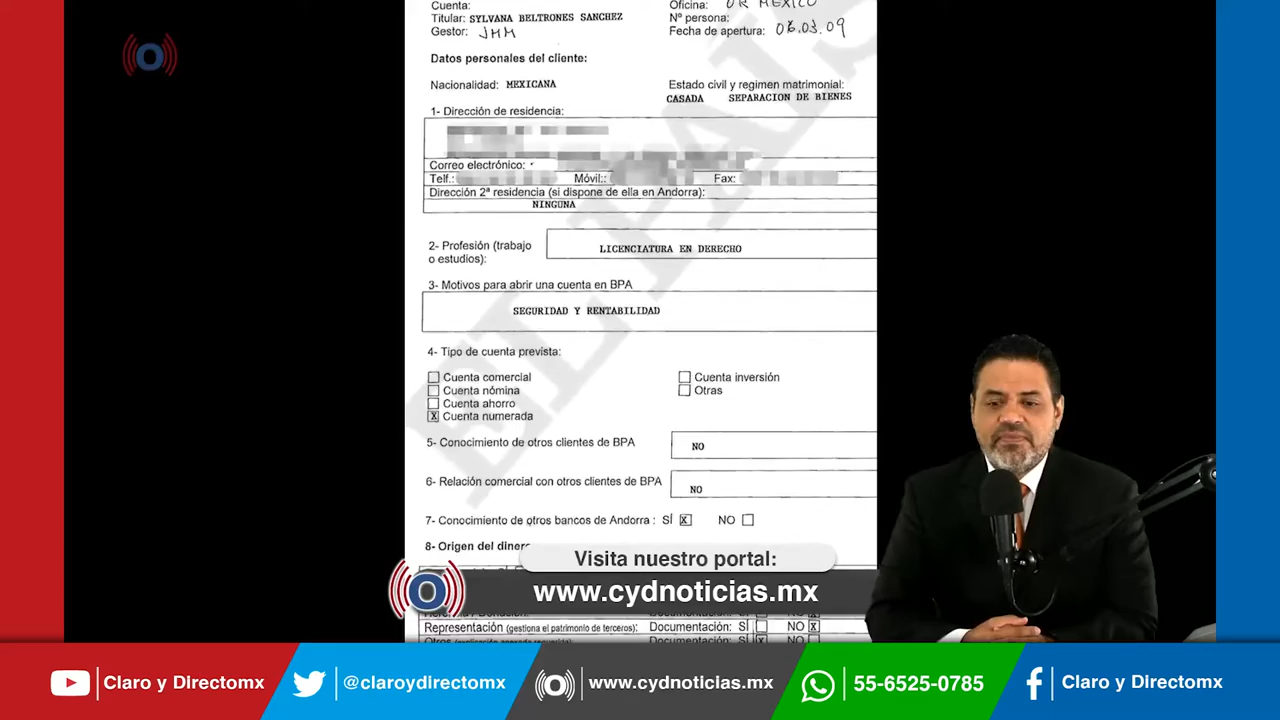 Cuenta:
Oficina: OR MEXICO
Titular: SYLVANA BELTRONES SANCHEZ
Nº persona:
Gestor: JMM
Fecha de apertura: 06.03.09
Datos personales del cliente:
Nacionalidad: MEXICANA
Estado civil y regimen matrimonial:
CASADA SEPARACION DE BIENES
1- Dirección de residencia:
Correo electrónico:
Telf.: Móvil.: Fax:
Dirección 2ª residencia (si dispone de ella en Andorra):
NINGUNA
2- Profesión (trabajo
o estudios):
LICENCIATURA EN DERECHO
3- Motivos para abrir una cuenta en BPA
SEGURIDAD Y RENTABILIDAD
4- Tipo de cuenta prevista:
Cuenta comercial
Cuenta nómina
Cuenta ahorro
X Cuenta numerada
Cuenta inversión
Otras
5- Conocimiento de otros clientes de BPA
NO
6- Relación comercial con otros clientes de BPA
NO
7- Conocimiento de otros bancos de Andorra : SÍ X NO
8- Origen del dinero
Representación (gestiona el patrimonio de terceros): Documentación: SÍ NO X
EL PAIS
Visita nuestro portal:
www.cydnoticias.mx
Claro y Directomx
@claroydirectomx
www.cydnoticias.mx
55-6525-0785
Claro y Directomx